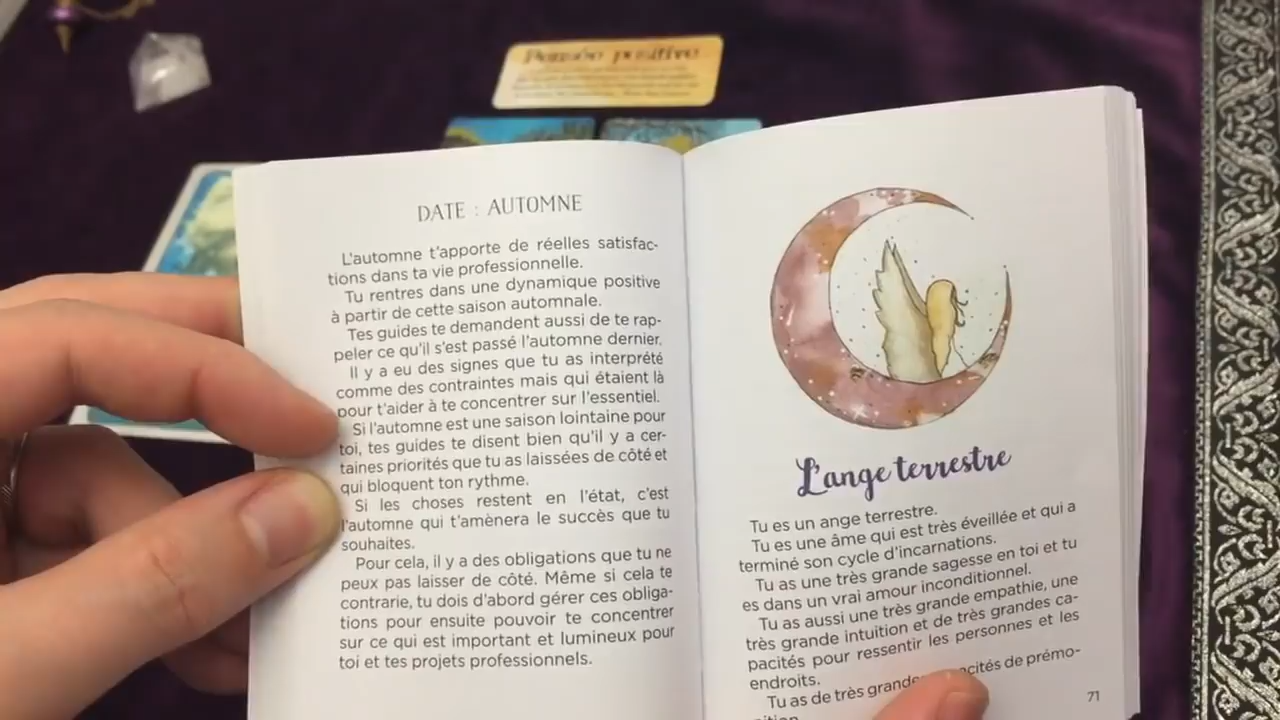 Pensée positive
DATE : AUTOMNE
L'automne t'apporte de réelles satisfac-
tions dans ta vie professionnelle.
Tu rentres dans une dynamique positive
à partir de cette saison automnale.
Tes guides te demandent aussi de te rap-
peler ce qu'il s'est passé l'automne dernier.
Il y a eu des signes que tu as interprété
comme des contraintes mais qui étaient là
pour t'aider à te concentrer sur l'essentiel.
Si l'automne est une saison lointaine pour
toi, tes guides te disent bien qu'il y a cer-
taines priorités que tu as laissées de côté et
qui bloquent ton rythme.
Si les choses restent en l'état, c'est
l'automne qui t'amènera le succès que tu
souhaites.
Pour cela, il y a des obligations que tu ne
peux pas laisser de côté. Même si cela te
contrarie, tu dois d'abord gérer ces obliga-
tions pour ensuite pouvoir te concentrer
sur ce qui est important et lumineux pour
toi et tes projets professionnels.
L'ange terrestre
Tu es un ange terrestre.
Tu es une âme qui est très éveillée et qui a
terminé son cycle d'incarnations.
Tu as une très grande sagesse en toi et tu
es dans un vrai amour inconditionnel.
Tu as aussi une très grande empathie, une
très grande intuition et de très grandes ca-
pacités pour ressentir les personnes et les
endroits.
Tu as de très grandes cités de prémo-
71